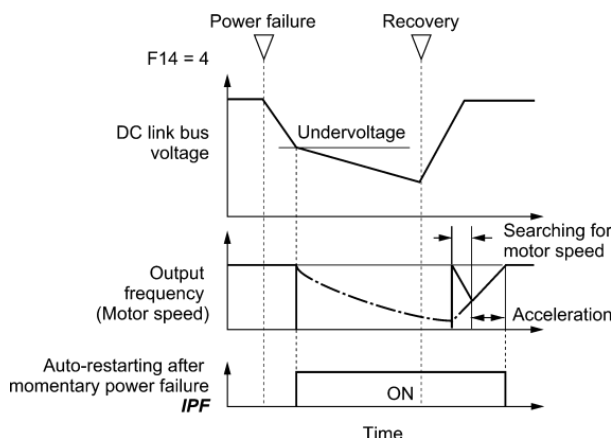 Power failure
Recovery
F14 = 4
DC link bus
voltage
Undervoltage
Searching for
motor speed
Output
frequency
(Motor speed)
Acceleration
Auto-restarting after
momentary power failure
IPF
ON
Time